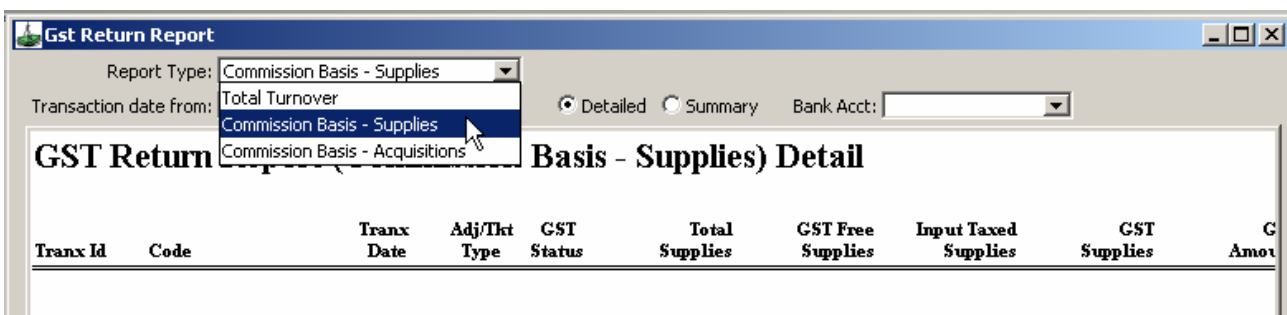 Gst Return Report
Report Type: Commission Basis - Supplies
Total Turnover
Transaction date from: Detailed Summary Bank Acct:
Commission Basis - Supplies
Commission Basis - Acquisitions
GST Return Basis - Supplies) Detail
Tranx Adj/Tkt GST Total GST Free Input Taxed GST G
Tranx Id Code Date Type Status Supplies Supplies Supplies Supplies Amou